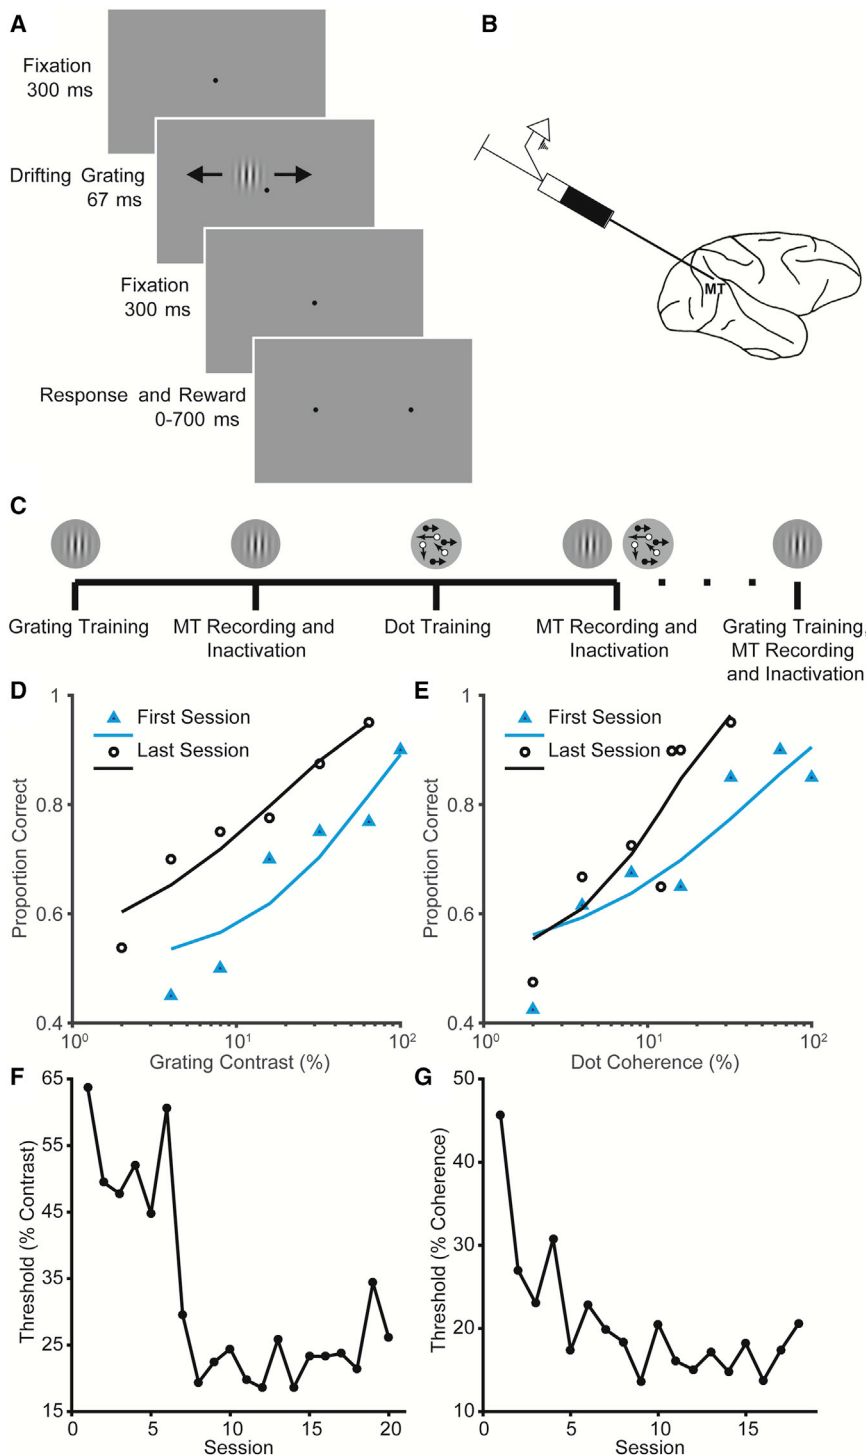 A
Fixation
300 ms
Drifting Grating
67 ms
Fixation
300 ms
Response and Reward
0-700 ms
B
MT
C
Grating Training
MT Recording and
Inactivation
Dot Training
MT Recording and
Inactivation
Grating Training,
MT Recording
and Inactivation
D
1
0.8
0.6
0.4
Proportion Correct
First Session
Last Session
10⁰
10¹
10²
Grating Contrast (%)
E
1
0.8
0.6
0.4
Proportion Correct
First Session
Last Session
10⁰
10¹
10²
Dot Coherence (%)
F
65
55
45
35
25
15
Threshold (% Contrast)
0
5
10
15
20
Session
G
50
40
30
20
10
Threshold (% Coherence)
0
5
10
15
Session